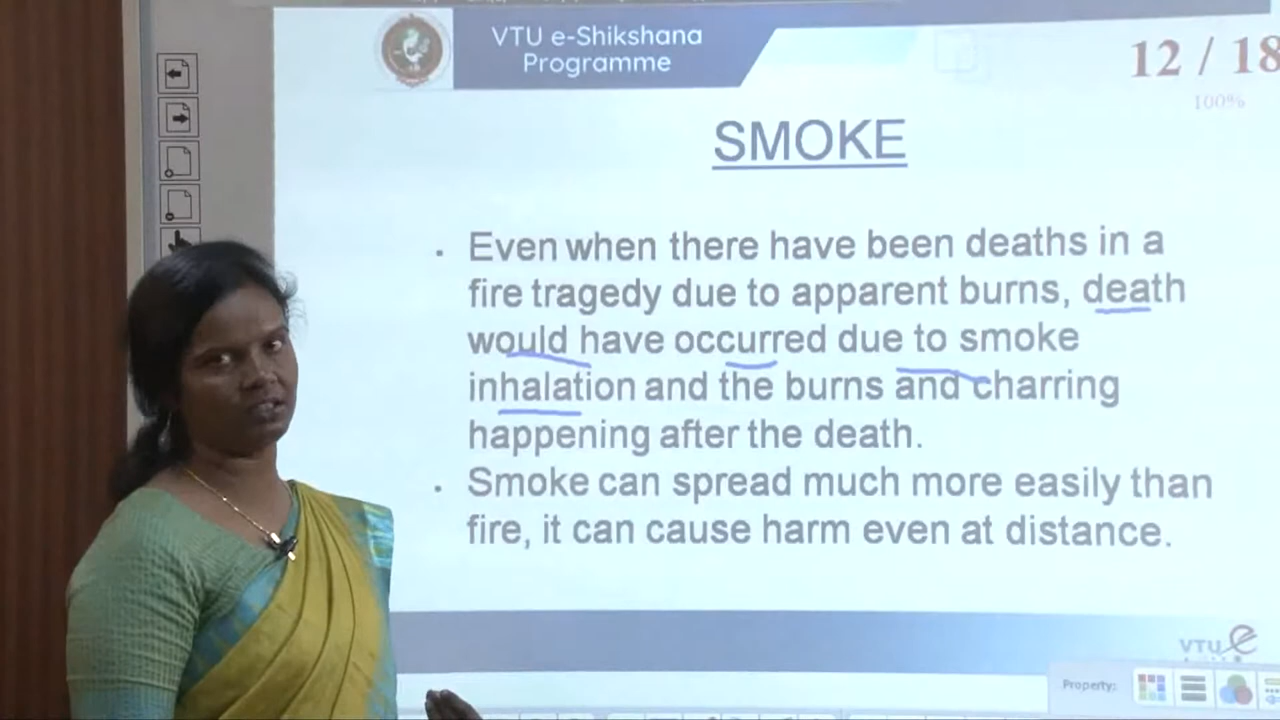 VTU e-Shikshana
Programme
12 / 18
100%
SMOKE
. Even when there have been deaths in a
fire tragedy due to apparent burns, death
would have occurred due to smoke
inhalation and the burns and charring
happening after the death.
. Smoke can spread much more easily than
fire, it can cause harm even at distance.
VTU e
Property: